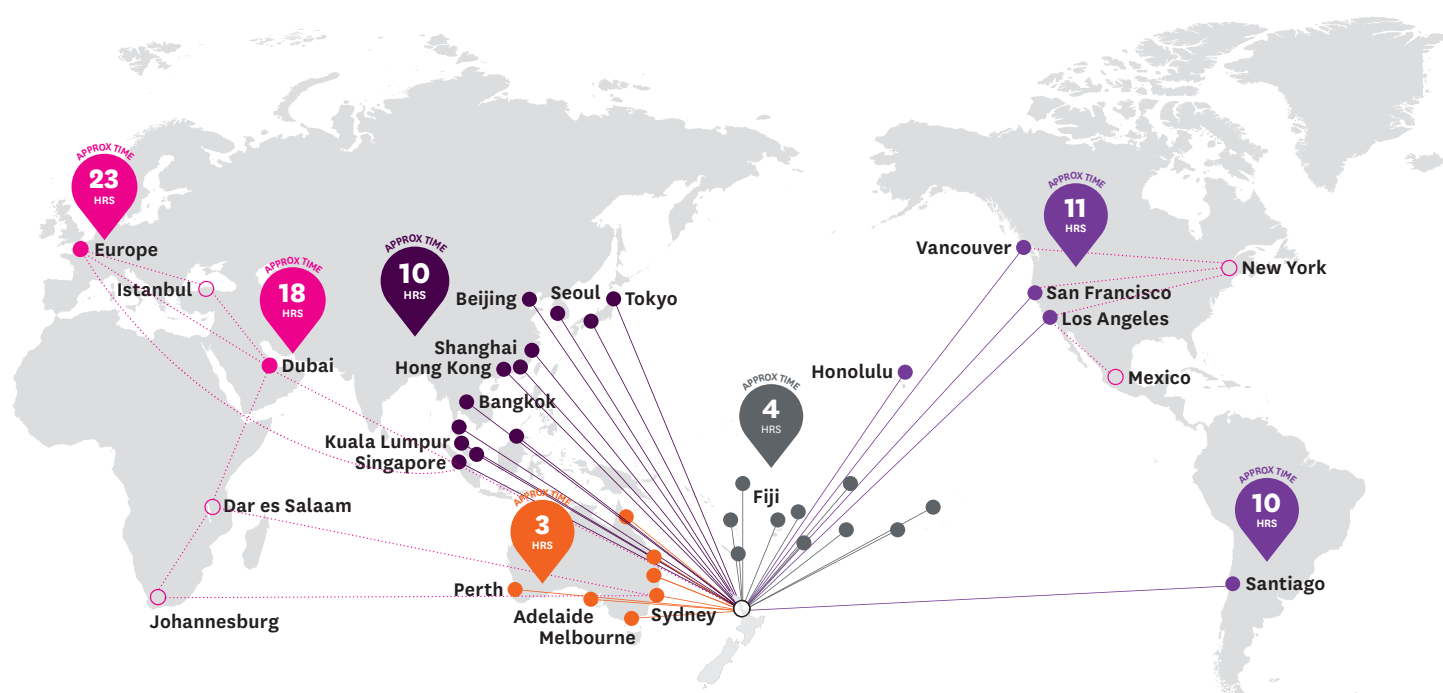 APPROX TIME
23
HRS
Europe
Istanbul
APPROX TIME
18
HRS
Dubai
APPROX TIME
10
HRS
Beijing
Seoul
Tokyo
Shanghai
Hong Kong
Bangkok
Kuala Lumpur
Singapore
Dar es Salaam
Johannesburg
APPROX TIME
3
HRS
Perth
Adelaide
Melbourne
Sydney
APPROX TIME
4
HRS
Fiji
Honolulu
APPROX TIME
11
HRS
Vancouver
San Francisco
Los Angeles
New York
Mexico
APPROX TIME
10
HRS
Santiago